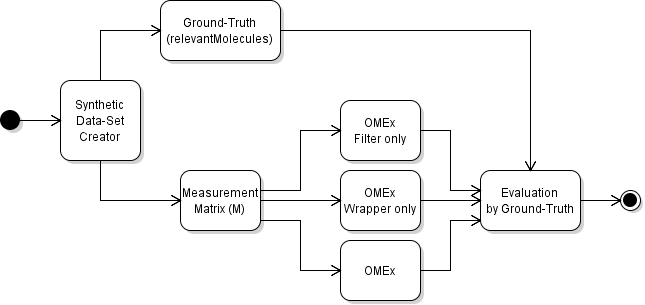 Ground-Truth
(relevantMolecules)
Synthetic
Data-Set
Creator
OMEx
Filter only
Measurement
Matrix (M)
OMEx
Wrapper only
Evaluation
by Ground-Truth
OMEx